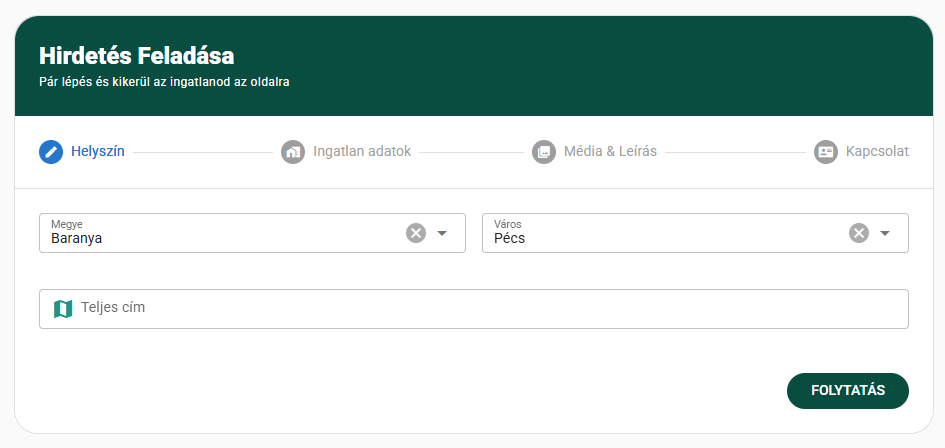 Hirdetés Feladása
Pár lépés és kikerül az ingatlanod az oldalra
Helyszín
Ingatlan adatok
Média & Leírás
Kapcsolat
Megye
Baranya
Város
Pécs
Teljes cím
FOLYTATÁS